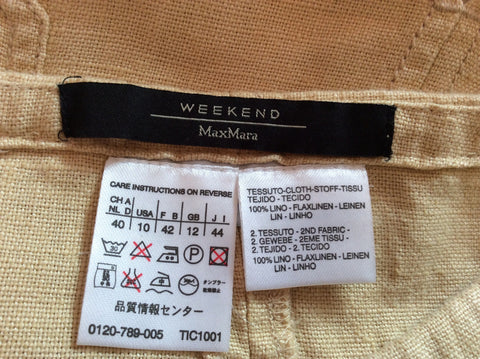 WEEKEND
MaxMara
CARE INSTRUCTIONS ON REVERSE
CH A NL D USA F B GB J I
40 10 42 12 44
P
タンブラー
乾燥禁止
品質情報センター
0120-789-005 TIC1001
TESSUTO-CLOTH-STOFF-TISSU
TEJIDO - TECIDO
100% LINO - FLAXLINEN - LEINEN
LIN - LINHO
2. TESSUTO - 2ND FABRIC -
2. GEWEBE - 2EME TISSU -
2. TEJIDO - 2. TECIDO
100% LINO - FLAXLINEN - LEINEN
LIN - LINHO